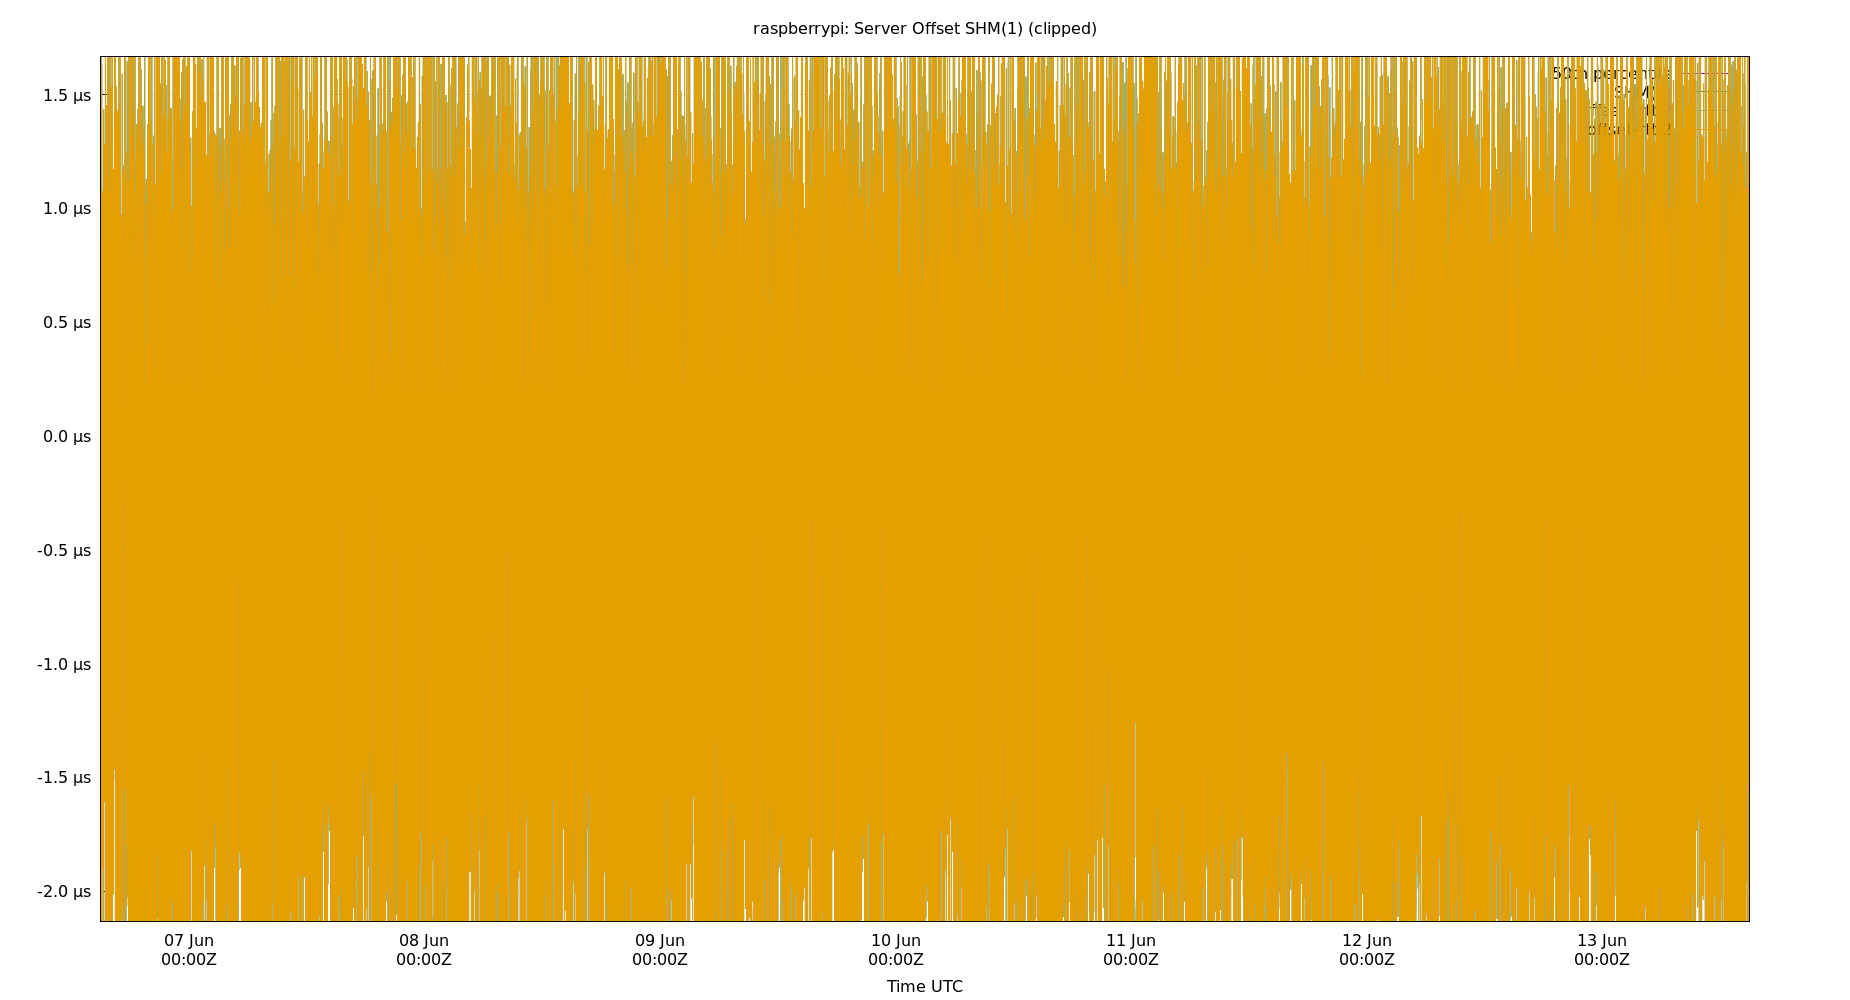 raspberrypi: Server Offset SHM(1) (clipped)
50th percentile
1.5 µs
1.0 µs
0.5 µs
0.0 µs
-0.5 µs
-1.0 µs
-1.5 µs
-2.0 µs
07 Jun
00:00Z
08 Jun
00:00Z
09 Jun
00:00Z
10 Jun
00:00Z
11 Jun
00:00Z
12 Jun
00:00Z
13 Jun
00:00Z
Time UTC